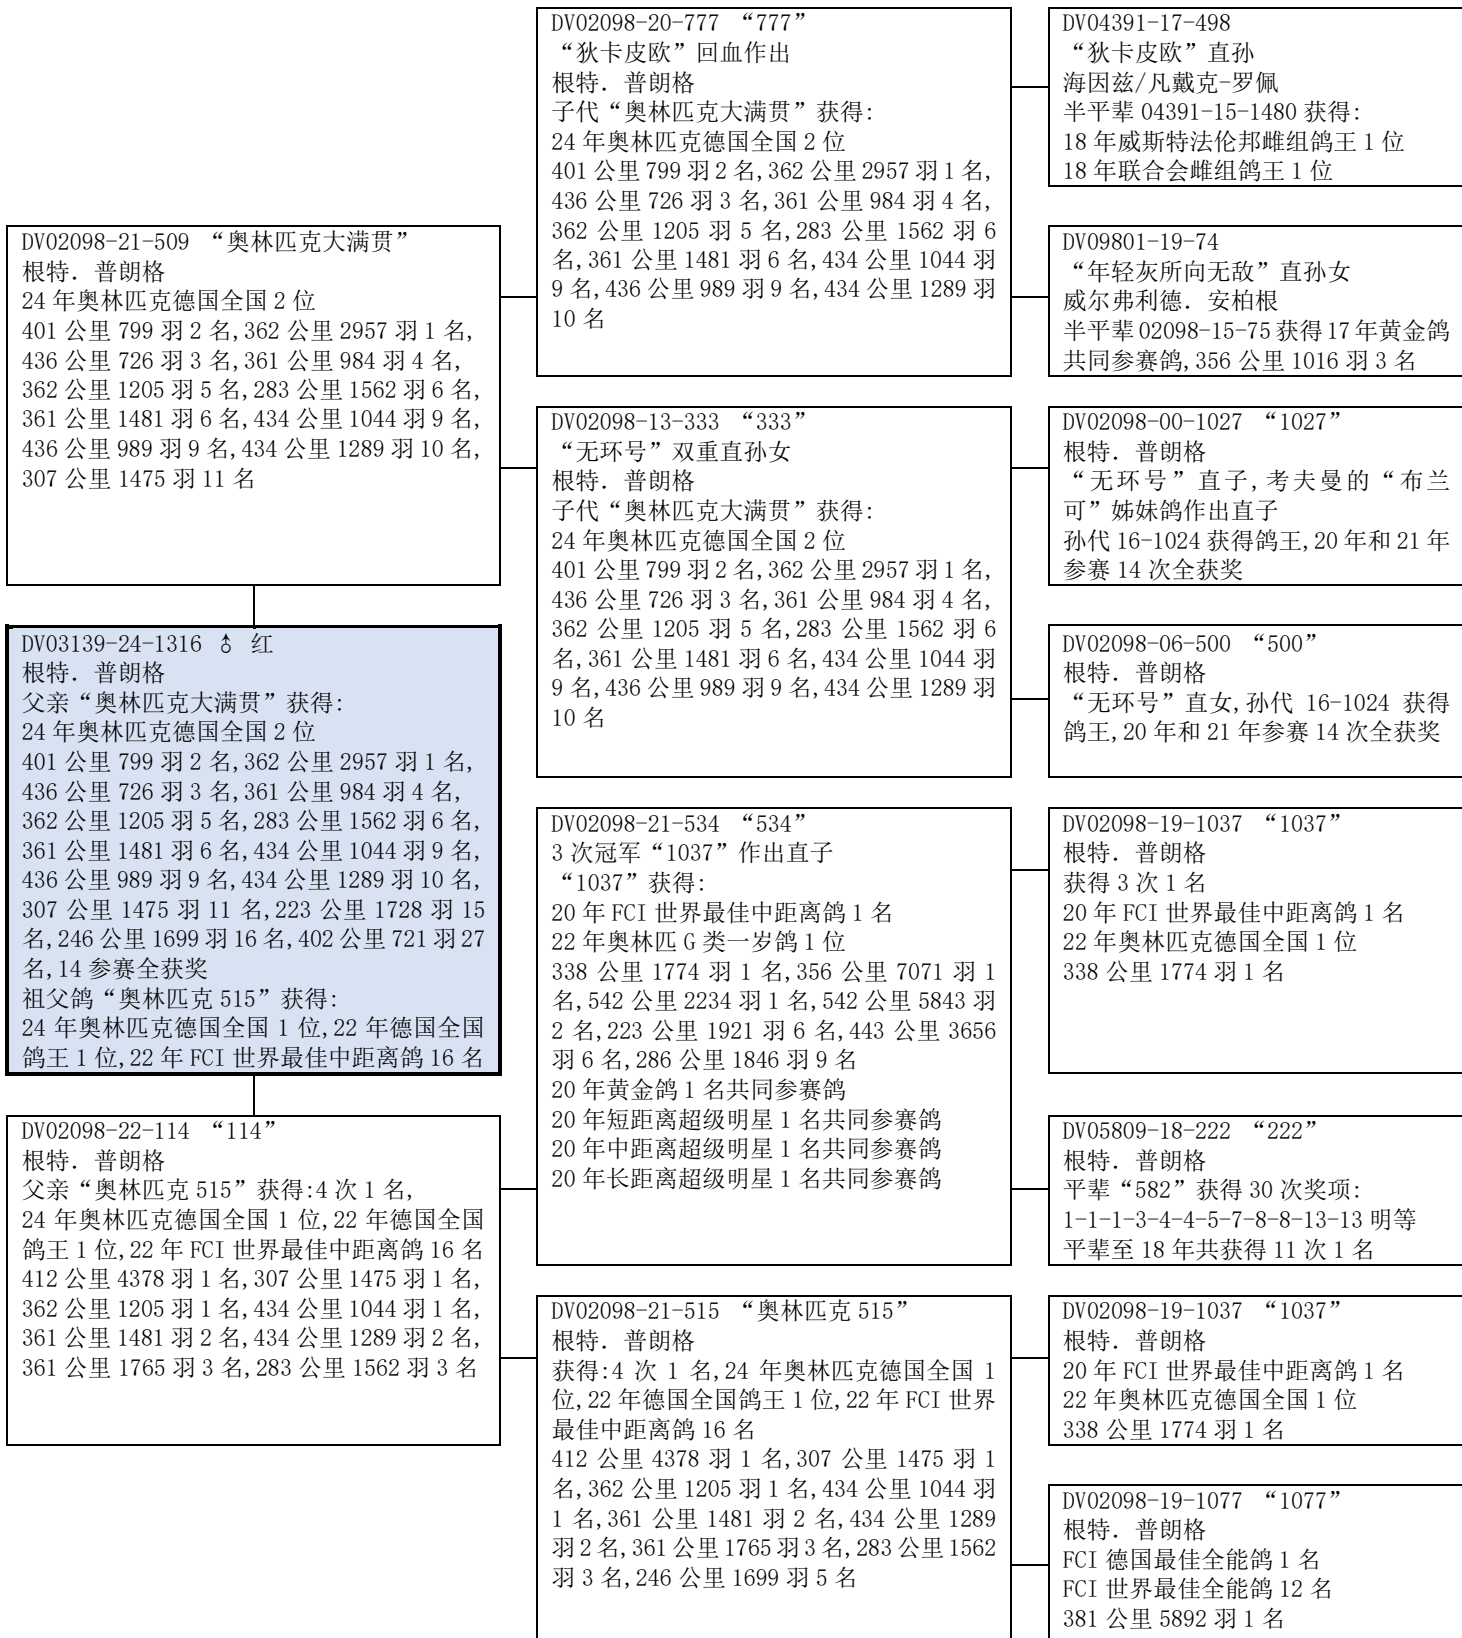 DV02098-21-509 “奥林匹克大满贯”
根特．普朗格
24 年奥林匹克德国全国 2 位
401 公里 799 羽 2 名,362 公里 2957 羽 1 名,
436 公里 726 羽 3 名,361 公里 984 羽 4 名,
362 公里 1205 羽 5 名,283 公里 1562 羽 6 名,
361 公里 1481 羽 6 名,434 公里 1044 羽 9 名,
436 公里 989 羽 9 名,434 公里 1289 羽 10 名,
307 公里 1475 羽 11 名
DV03139-24-1316 ♂ 红
根特．普朗格
父亲“奥林匹克大满贯”获得:
24 年奥林匹克德国全国 2 位
401 公里 799 羽 2 名,362 公里 2957 羽 1 名,
436 公里 726 羽 3 名,361 公里 984 羽 4 名,
362 公里 1205 羽 5 名,283 公里 1562 羽 6 名,
361 公里 1481 羽 6 名,434 公里 1044 羽 9 名,
436 公里 989 羽 9 名,434 公里 1289 羽 10 名,
307 公里 1475 羽 11 名,223 公里 1728 羽 15
名,246 公里 1699 羽 16 名,402 公里 721 羽 27
名,14 参赛全获奖
祖父鸽“奥林匹克 515”获得:
24 年奥林匹克德国全国 1 位,22 年德国全国
鸽王 1 位,22 年 FCI 世界最佳中距离鸽 16 名
DV02098-22-114 “114”
根特．普朗格
父亲“奥林匹克 515”获得:4 次 1 名,
24 年奥林匹克德国全国 1 位,22 年德国全国
鸽王 1 位,22 年 FCI 世界最佳中距离鸽 16 名
412 公里 4378 羽 1 名,307 公里 1475 羽 1 名,
362 公里 1205 羽 1 名,434 公里 1044 羽 1 名,
361 公里 1481 羽 2 名,434 公里 1289 羽 2 名,
361 公里 1765 羽 3 名,283 公里 1562 羽 3 名
DV02098-20-777 “777”
“狄卡皮欧”回血作出
根特．普朗格
子代“奥林匹克大满贯”获得:
24 年奥林匹克德国全国 2 位
401 公里 799 羽 2 名,362 公里 2957 羽 1 名,
436 公里 726 羽 3 名,361 公里 984 羽 4 名,
362 公里 1205 羽 5 名,283 公里 1562 羽 6
名,361 公里 1481 羽 6 名,434 公里 1044 羽
9 名,436 公里 989 羽 9 名,434 公里 1289 羽
10 名
DV02098-13-333 “333”
“无环号”双重直孙女
根特．普朗格
子代“奥林匹克大满贯”获得:
24 年奥林匹克德国全国 2 位
401 公里 799 羽 2 名,362 公里 2957 羽 1 名,
436 公里 726 羽 3 名,361 公里 984 羽 4 名,
362 公里 1205 羽 5 名,283 公里 1562 羽 6
名,361 公里 1481 羽 6 名,434 公里 1044 羽
9 名,436 公里 989 羽 9 名,434 公里 1289 羽
10 名
DV02098-21-534 “534”
3 次冠军“1037”作出直子
“1037”获得:
20 年 FCI 世界最佳中距离鸽 1 名
22 年奥林匹 G 类一岁鸽 1 位
338 公里 1774 羽 1 名,356 公里 7071 羽 1
名,542 公里 2234 羽 1 名,542 公里 5843 羽
2 名,223 公里 1921 羽 6 名,443 公里 3656
羽 6 名,286 公里 1846 羽 9 名
20 年黄金鸽 1 名共同参赛鸽
20 年短距离超级明星 1 名共同参赛鸽
20 年中距离超级明星 1 名共同参赛鸽
20 年长距离超级明星 1 名共同参赛鸽
DV02098-21-515 “奥林匹克 515”
根特．普朗格
获得:4 次 1 名,24 年奥林匹克德国全国 1
位,22 年德国全国鸽王 1 位,22 年 FCI 世界
最佳中距离鸽 16 名
412 公里 4378 羽 1 名,307 公里 1475 羽 1
名,362 公里 1205 羽 1 名,434 公里 1044 羽
1 名,361 公里 1481 羽 2 名,434 公里 1289
羽 2 名,361 公里 1765 羽 3 名,283 公里 1562
羽 3 名,246 公里 1699 羽 5 名
DV04391-17-498
“狄卡皮欧”直孙
海因兹/凡戴克-罗佩
半平辈 04391-15-1480 获得:
18 年威斯特法伦邦雌组鸽王 1 位
18 年联合会雌组鸽王 1 位
DV09801-19-74
“年轻灰所向无敌”直孙女
威尔弗利德．安柏根
半平辈 02098-15-75 获得 17 年黄金鸽
共同参赛鸽,356 公里 1016 羽 3 名
DV02098-00-1027 “1027”
根特．普朗格
“无环号”直子,考夫曼的“布兰
可”姊妹鸽作出直子
孙代 16-1024 获得鸽王,20 年和 21 年
参赛 14 次全获奖
DV02098-06-500 “500”
根特．普朗格
“无环号”直女,孙代 16-1024 获得
鸽王,20 年和 21 年参赛 14 次全获奖
DV02098-19-1037 “1037”
根特．普朗格
获得 3 次 1 名
20 年 FCI 世界最佳中距离鸽 1 名
22 年奥林匹克德国全国 1 位
338 公里 1774 羽 1 名
DV05809-18-222 “222”
根特．普朗格
平辈“582”获得 30 次奖项:
1-1-1-3-4-4-5-7-8-8-13-13 明等
平辈至 18 年共获得 11 次 1 名
DV02098-19-1037 “1037”
根特．普朗格
20 年 FCI 世界最佳中距离鸽 1 名
22 年奥林匹克德国全国 1 位
338 公里 1774 羽 1 名
DV02098-19-1077 “1077”
根特．普朗格
FCI 德国最佳全能鸽 1 名
FCI 世界最佳全能鸽 12 名
381 公里 5892 羽 1 名